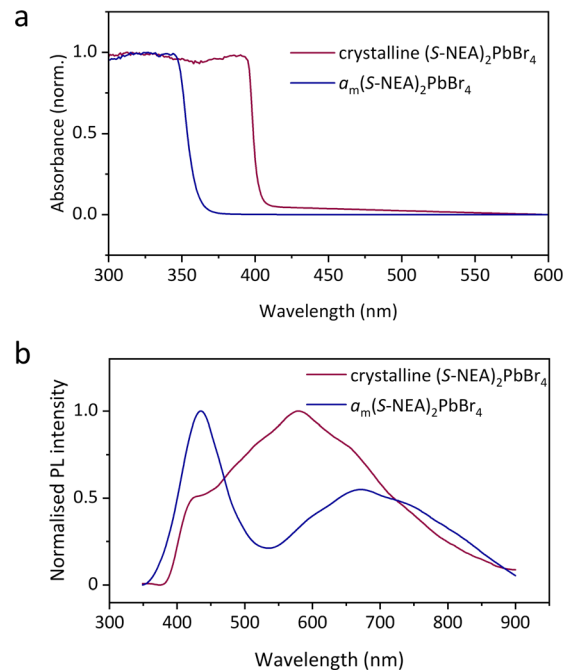 a
crystalline (S-NEA)₂PbBr₄
aₘ(S-NEA)₂PbBr₄
Absorbance (norm.)
1.0
0.5
0.0
300 350 400 450 500 550 600
Wavelength (nm)
b
crystalline (S-NEA)₂PbBr₄
aₘ(S-NEA)₂PbBr₄
Normalised PL intensity
1.0
0.5
0
400 500 600 700 800 900
Wavelength (nm)